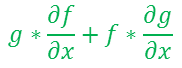 g * ∂f/∂x + f * ∂g/∂x